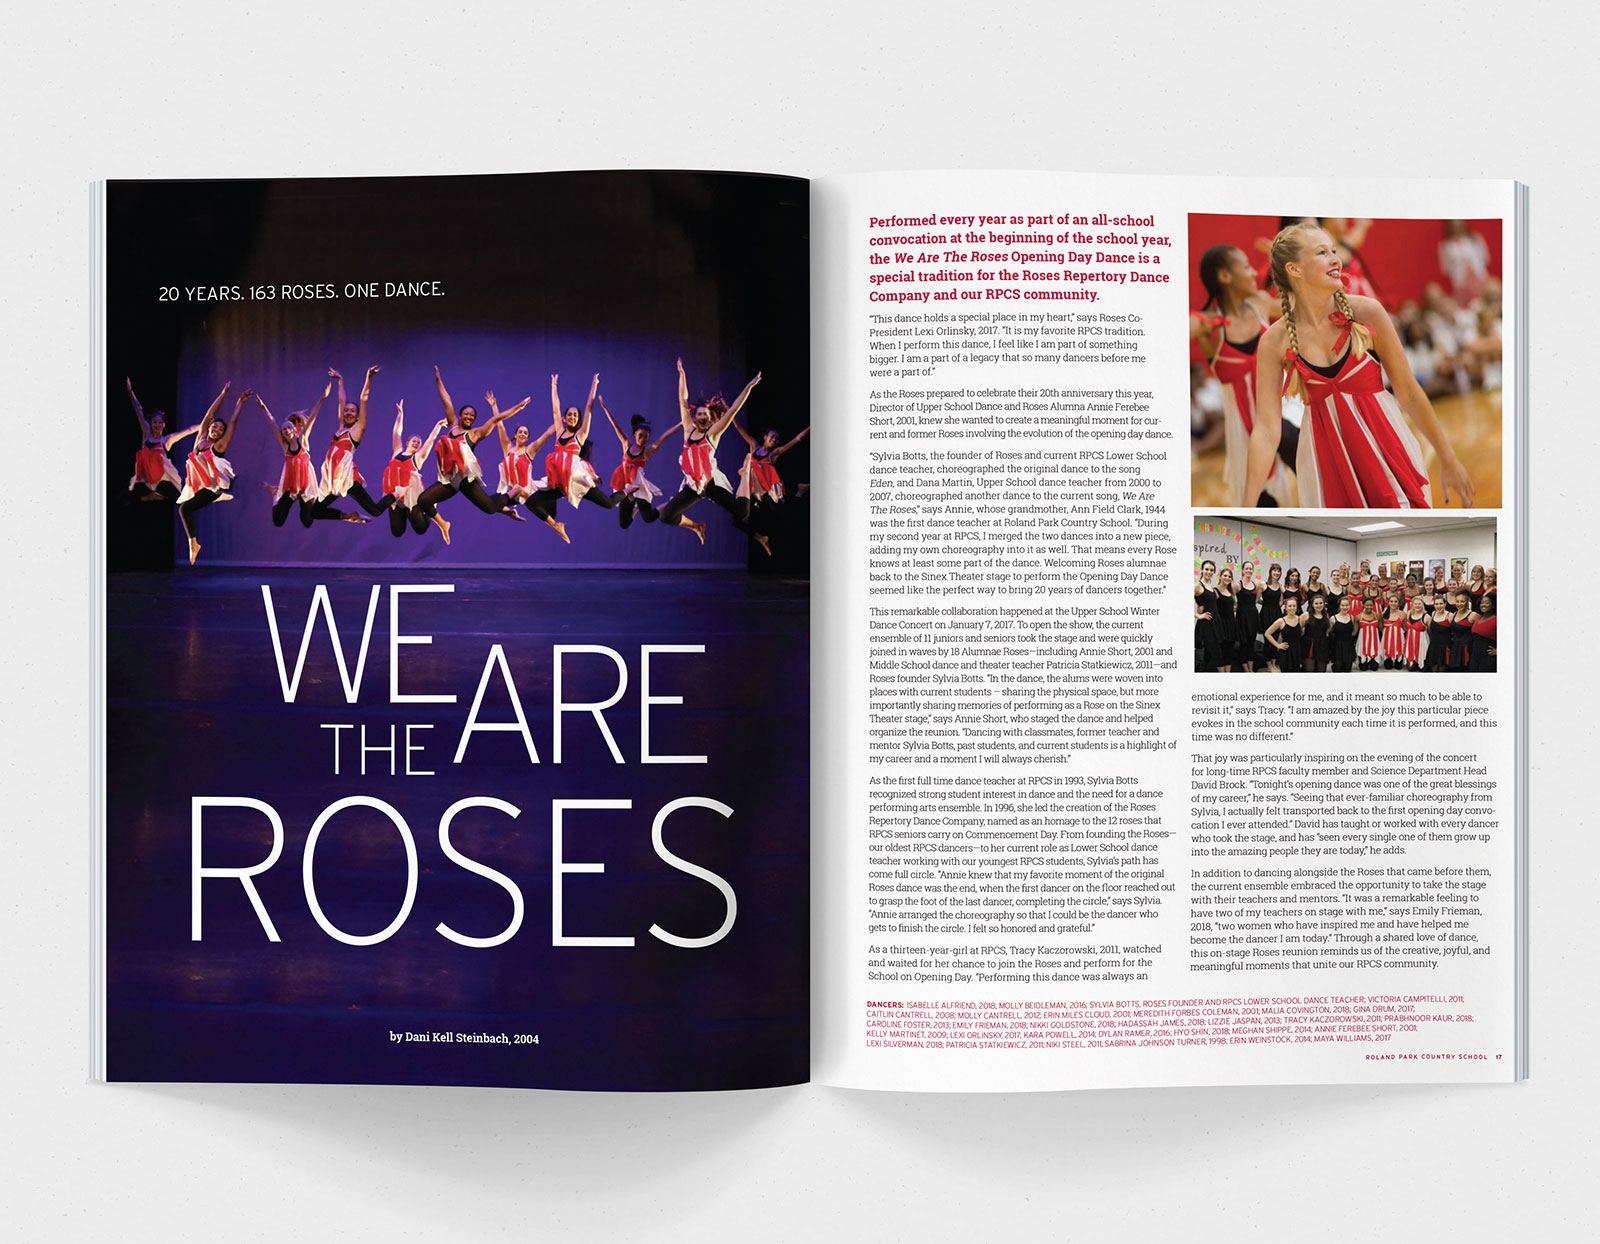 20 YEARS. 163 ROSES. ONE DANCE.
WE
ARE
THE
ROSES
by Dani Kell Steinbach, 2004
Performed every year as part of an all-school
convocation at the beginning of the school year,
the We Are The Roses Opening Day Dance is a
special tradition for the Roses Repertory Dance
Company and our RPCS community.
"This dance holds a special place in my heart," says Roses Co-
President Lexi Orlinsky, 2017. "It is my favorite RPCS tradition.
When I perform this dance, I feel like I am part of something
bigger. I am a part of a legacy that so many dancers before me
were a part of."
As the Roses prepared to celebrate their 20th anniversary this year,
Director of Upper School Dance and Roses Alumna Annie Ferebee
Short, 2001, knew she wanted to create a meaningful moment for cur-
rent and former Roses involving the evolution of the opening day dance.
"Sylvia Botts, the founder of Roses and current RPCS Lower School
dance teacher, choreographed the original dance to the song
Eden, and Dana Martin, Upper School dance teacher from 2000 to
2007, choreographed another dance to the current song, We Are
The Roses," says Annie, whose grandmother, Ann Field Clark, 1944
was the first dance teacher at Roland Park Country School. "During
my second year at RPCS, I merged the two dances into a new piece,
adding my own choreography into it as well. That means every Rose
knows at least some part of the dance. Welcoming Roses alumnae
back to the Sinex Theater stage to perform the Opening Day Dance
seemed like the perfect way to bring 20 years of dancers together."
This remarkable collaboration happened at the Upper School Winter
Dance Concert on January 7, 2017. To open the show, the current
ensemble of 11 juniors and seniors took the stage and were quickly
joined in waves by 18 Alumnae Roses—including Annie Short, 2001 and
Middle School dance and theater teacher Patricia Statkiewicz, 2011—and
Roses founder Sylvia Botts. "In the dance, the alums were woven into
places with current students – sharing the physical space, but more
importantly sharing memories of performing as a Rose on the Sinex
Theater stage," says Annie Short, who staged the dance and helped
organize the reunion. "Dancing with classmates, former teacher and
mentor Sylvia Botts, past students, and current students is a highlight of
my career and a moment I will always cherish."
As the first full time dance teacher at RPCS in 1993, Sylvia Botts
recognized strong student interest in dance and the need for a dance
performing arts ensemble. In 1996, she led the creation of the Roses
Repertory Dance Company, named as an homage to the 12 roses that
RPCS seniors carry on Commencement Day. From founding the Roses—
our oldest RPCS dancers—to her current role as Lower School dance
teacher working with our youngest RPCS students, Sylvia's path has
come full circle. "Annie knew that my favorite moment of the original
Roses dance was the end, when the first dancer on the floor reached out
to grasp the foot of the last dancer, completing the circle," says Sylvia.
"Annie arranged the choreography so that I could be the dancer who
gets to finish the circle. I felt so honored and grateful."
As a thirteen-year-girl at RPCS, Tracy Kaczorowski, 2011, watched
and waited for her chance to join the Roses and perform for the
School on Opening Day. "Performing this dance was always an
spired
BY
emotional experience for me, and it meant so much to be able to
revisit it," says Tracy. "I am amazed by the joy this particular piece
evokes in the school community each time it is performed, and this
time was no different."
That joy was particularly inspiring on the evening of the concert
for long-time RPCS faculty member and Science Department Head
David Brock. "Tonight's opening dance was one of the great blessings
of my career," he says. "Seeing that ever-familiar choreography from
Sylvia, I actually felt transported back to the first opening day convo-
cation I ever attended." David has taught or worked with every dancer
who took the stage, and has "seen every single one of them grow up
into the amazing people they are today," he adds.
In addition to dancing alongside the Roses that came before them,
the current ensemble embraced the opportunity to take the stage
with their teachers and mentors. "It was a remarkable feeling to
have two of my teachers on stage with me," says Emily Frieman,
2018, "two women who have inspired me and have helped me
become the dancer I am today." Through a shared love of dance,
this on-stage Roses reunion reminds us of the creative, joyful, and
meaningful moments that unite our RPCS community.
DANCERS: ISABELLE ALFRIEND, 2018; MOLLY BEIDLEMAN, 2016; SYLVIA BOTTS, ROSES FOUNDER AND RPCS LOWER SCHOOL DANCE TEACHER; VICTORIA CAMPITELLI, 2011;
CAITLIN CANTRELL, 2008; MOLLY CANTRELL, 2012; ERIN MILES CLOUD, 2001; MEREDITH FORBES COLEMAN, 2001; MALIA COVINGTON, 2018; GINA DRUM, 2017;
CAROLINE FOSTER, 2013; EMILY FRIEMAN, 2018; NIKKI GOLDSTONE, 2018; HADASSAH JAMES, 2018; LIZZIE JASPAN, 2013; TRACY KACZOROWSKI, 2011; PRABHNOOR KAUR, 2018;
KELLY MARTINET, 2009; LEXI ORLINSKY, 2017; KARA POWELL, 2014; DYLAN RAMER, 2016; HYO SHIN, 2018; MEGHAN SHIPPE, 2014; ANNIE FEREBEE SHORT, 2001;
LEXI SILVERMAN, 2018; PATRICIA STATKIEWICZ, 2011; NIKI STEEL, 2011; SABRINA JOHNSON TURNER, 1998; ERIN WEINSTOCK, 2014; MAYA WILLIAMS, 2017
ROLAND PARK COUNTRY SCHOOL 17